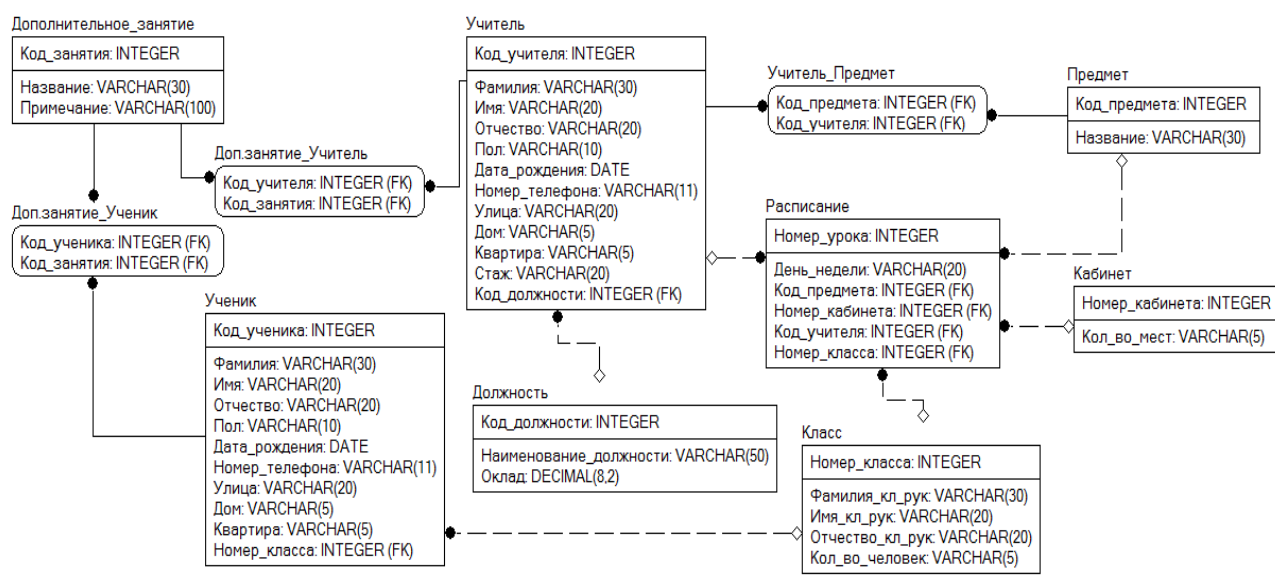 Дополнительное_занятие
Код_занятия: INTEGER
Название: VARCHAR(30)
Примечание: VARCHAR(100)
Учитель
Код_учителя: INTEGER
Фамилия: VARCHAR(30)
Имя: VARCHAR(20)
Отчество: VARCHAR(20)
Пол: VARCHAR(10)
Дата_рождения: DATE
Номер_телефона: VARCHAR(11)
Улица: VARCHAR(20)
Дом: VARCHAR(5)
Квартира: VARCHAR(5)
Стаж: VARCHAR(20)
Код_должности: INTEGER (FK)
Учитель_Предмет
Код_предмета: INTEGER (FK)
Код_учителя: INTEGER (FK)
Предмет
Код_предмета: INTEGER
Название: VARCHAR(30)
Доп.занятие_Учитель
Код_учителя: INTEGER (FK)
Код_занятия: INTEGER (FK)
Доп.занятие_Ученик
Код_ученика: INTEGER (FK)
Код_занятия: INTEGER (FK)
Расписание
Номер_урока: INTEGER
День_недели: VARCHAR(20)
Код_предмета: INTEGER (FK)
Номер_кабинета: INTEGER (FK)
Код_учителя: INTEGER (FK)
Номер_класса: INTEGER (FK)
Кабинет
Номер_кабинета: INTEGER
Кол_во_мест: VARCHAR(5)
Ученик
Код_ученика: INTEGER
Фамилия: VARCHAR(30)
Имя: VARCHAR(20)
Отчество: VARCHAR(20)
Пол: VARCHAR(10)
Дата_рождения: DATE
Номер_телефона: VARCHAR(11)
Улица: VARCHAR(20)
Дом: VARCHAR(5)
Квартира: VARCHAR(5)
Номер_класса: INTEGER (FK)
Должность
Код_должности: INTEGER
Наименование_должности: VARCHAR(50)
Оклад: DECIMAL(8,2)
Класс
Номер_класса: INTEGER
Фамилия_кл_рук: VARCHAR(30)
Имя_кл_рук: VARCHAR(20)
Отчество_кл_рук: VARCHAR(20)
Кол_во_человек: VARCHAR(5)